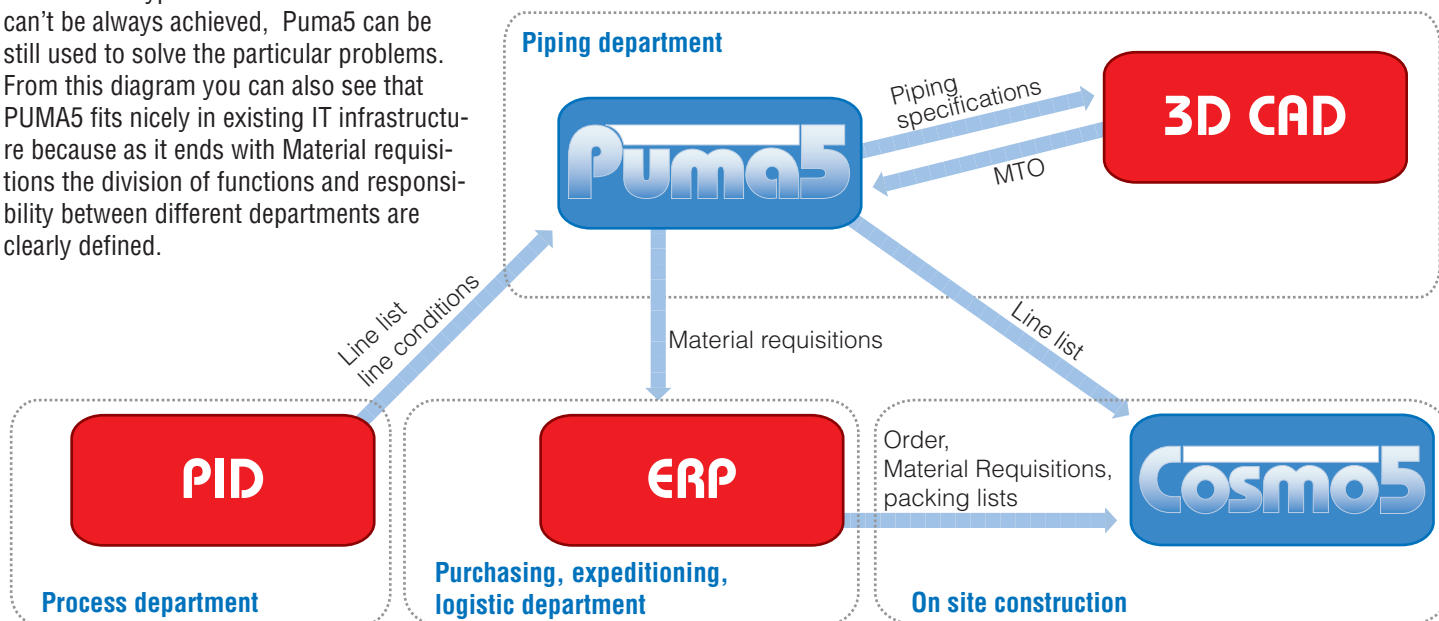 can't be always achieved, Puma5 can be
still used to solve the particular problems.
From this diagram you can also see that
PUMA5 fits nicely in existing IT infrastructu-
re because as it ends with Material requisi-
tions the division of functions and responsi-
bility between different departments are
clearly defined.
Piping department
Puma5
Piping
specifications
MTO
3D CAD
Line list
line conditions
Material requisitions
Line list
PID
Process department
ERP
Purchasing, expeditioning,
logistic department
Order,
Material Requisitions,
packing lists
Cosmo5
On site construction